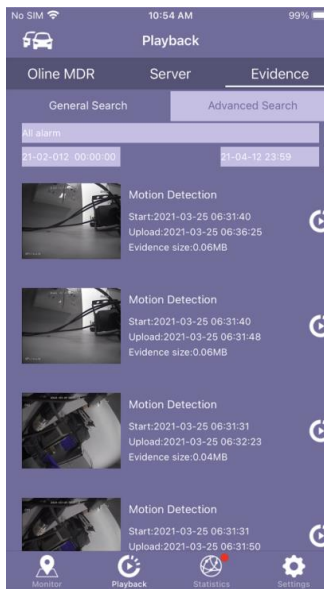 No SIM 10:54 AM 99%
Playback
Oline MDR Server Evidence
General Search Advanced Search
All alarm
21-02-012 00:00:00 21-04-12 23:59
Motion Detection
Start:2021-03-25 06:31:40
Upload:2021-03-25 06:36:25
Evidence size:0.06MB
Motion Detection
Start:2021-03-25 06:31:40
Upload:2021-03-25 06:31:48
Evidence size:0.06MB
Motion Detection
Start:2021-03-25 06:31:31
Upload:2021-03-25 06:32:23
Evidence size:0.04MB
Motion Detection
Start:2021-03-25 06:31:31
Upload:2021-03-25 06:31:50
Monitor Playback Statistics Settings